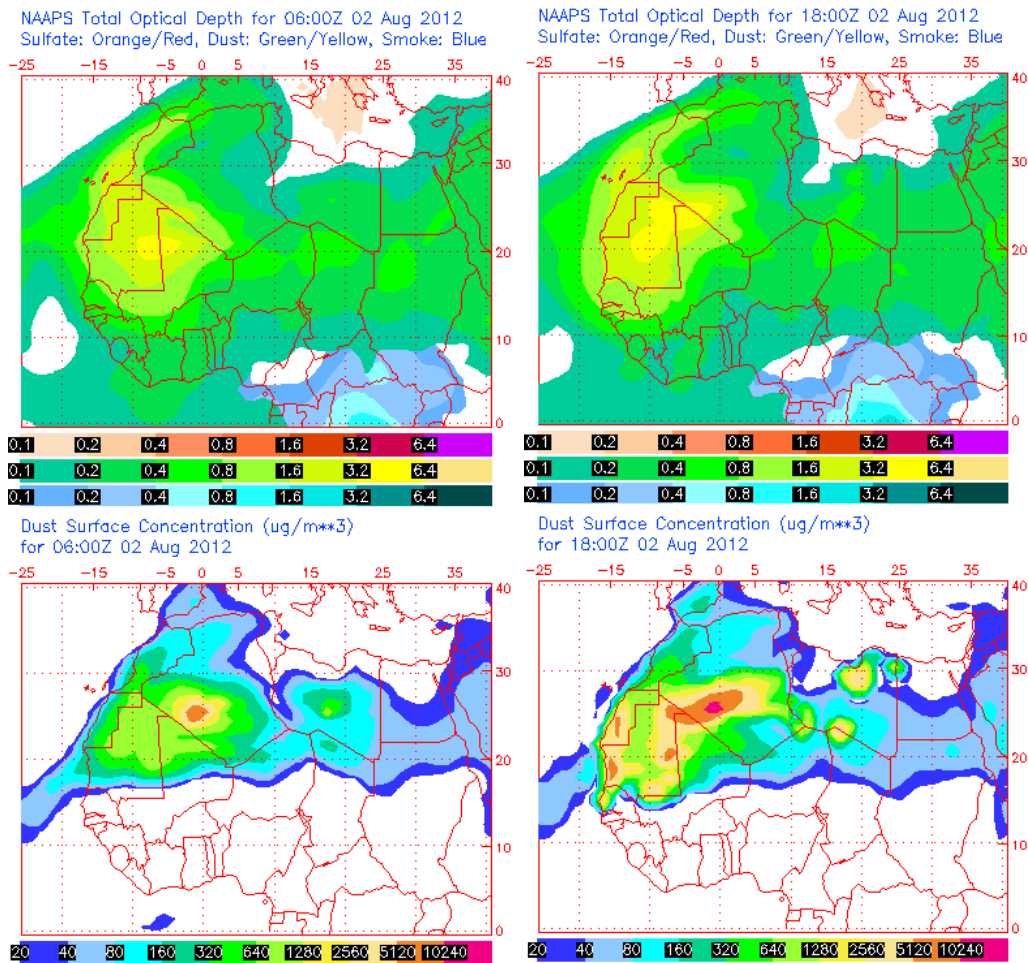 NAAPS Total Optical Depth for 06:00Z 02 Aug 2012
Sulfate: Orange/Red, Dust: Green/Yellow, Smoke: Blue
-25 -15 -5 0 5 15 25 35
40
30
20
10
0
0.1 0.2 0.4 0.8 1.6 3.2 6.4
0.1 0.2 0.4 0.8 1.6 3.2 6.4
0.1 0.2 0.4 0.8 1.6 3.2 6.4
NAAPS Total Optical Depth for 18:00Z 02 Aug 2012
Sulfate: Orange/Red, Dust: Green/Yellow, Smoke: Blue
-25 -15 -5 0 5 15 25 35
40
30
20
10
0
0.1 0.2 0.4 0.8 1.6 3.2 6.4
0.1 0.2 0.4 0.8 1.6 3.2 6.4
0.1 0.2 0.4 0.8 1.6 3.2 6.4
Dust Surface Concentration (ug/m**3)
for 06:00Z 02 Aug 2012
-25 -15 -5 0 5 15 25 35
40
30
20
10
0
20 40 80 160 320 640 1280 2560 5120 10240
Dust Surface Concentration (ug/m**3)
for 18:00Z 02 Aug 2012
-25 -15 -5 0 5 15 25 35
40
30
20
10
0
20 40 80 160 320 640 1280 2560 5120 10240